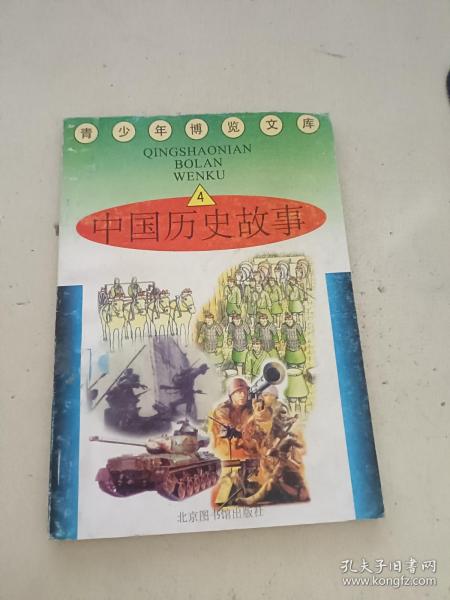 青少年博览文库
QINGSHAONIAN
BOLAN
WENKU
4
中国历史故事
北京图书馆出版社
孔夫子旧书网
www.kongfz.com